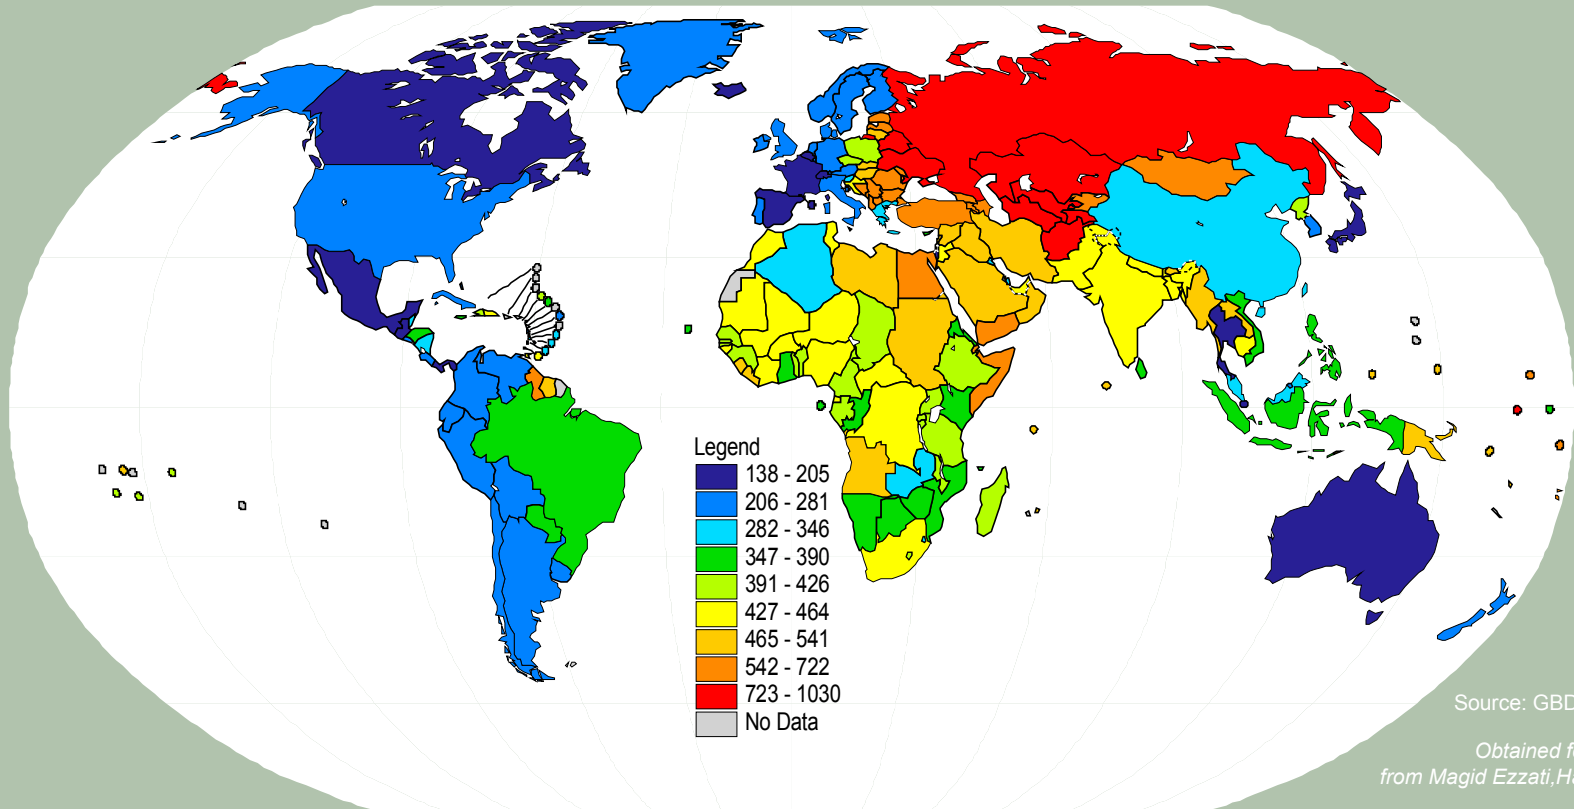 Legend
138 - 205
206 - 281
282 - 346
347 - 390
391 - 426
427 - 464
465 - 541
542 - 722
723 - 1030
No Data
Source: GBD
Obtained
from Magid Ezzati,